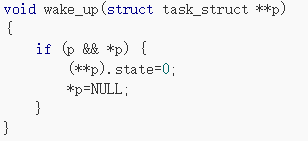 void wake_up(struct task_struct **p)
{
    if (p && *p) {
        (**p).state=0;
        *p=NULL;
    }
}